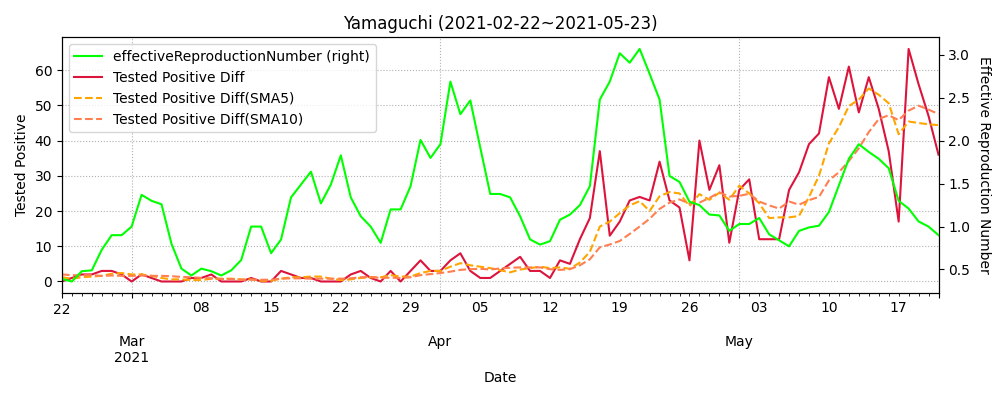 Yamaguchi (2021-02-22~2021-05-23)
effectiveReproductionNumber (right)
Tested Positive Diff
Tested Positive Diff(SMA5)
Tested Positive Diff(SMA10)
Tested Positive
60
50
40
30
20
10
0
3.0
2.5
2.0
1.5
1.0
0.5
Effective Reproduction Number
22 08 15 22 29 05 12 19 26 03 10 17
Mar Apr May
2021
Date